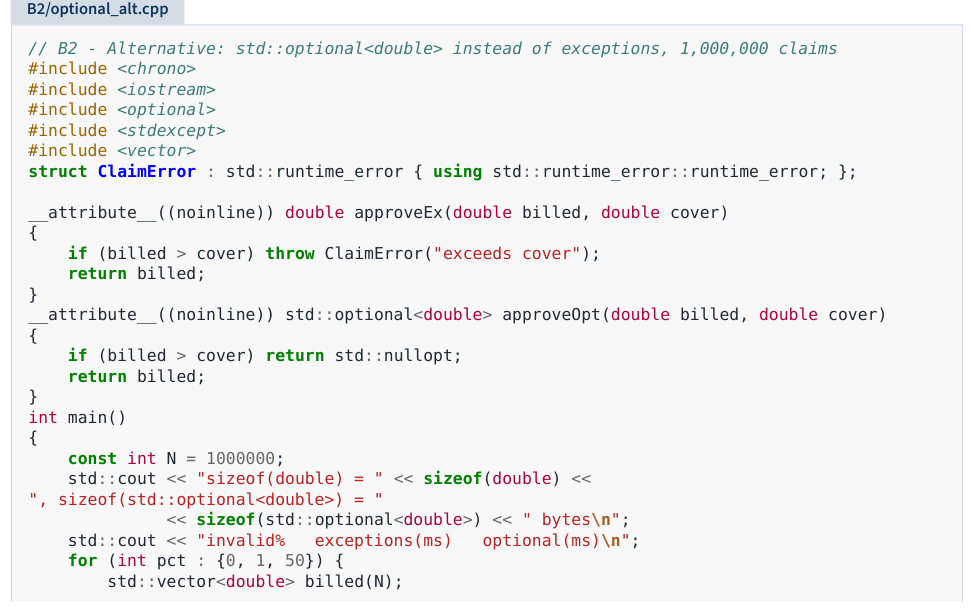 B2/optional_alt.cpp
// B2 - Alternative: std::optional<double> instead of exceptions, 1,000,000 claims
#include <chrono>
#include <iostream>
#include <optional>
#include <stdexcept>
#include <vector>
struct ClaimError : std::runtime_error { using std::runtime_error::runtime_error; };

__attribute__((noinline)) double approveEx(double billed, double cover)
{
    if (billed > cover) throw ClaimError("exceeds cover");
    return billed;
}
__attribute__((noinline)) std::optional<double> approveOpt(double billed, double cover)
{
    if (billed > cover) return std::nullopt;
    return billed;
}
int main()
{
    const int N = 1000000;
    std::cout << "sizeof(double) = " << sizeof(double) <<
", sizeof(std::optional<double>) = "
              << sizeof(std::optional<double>) << " bytes\n";
    std::cout << "invalid%   exceptions(ms)   optional(ms)\n";
    for (int pct : {0, 1, 50}) {
        std::vector<double> billed(N);